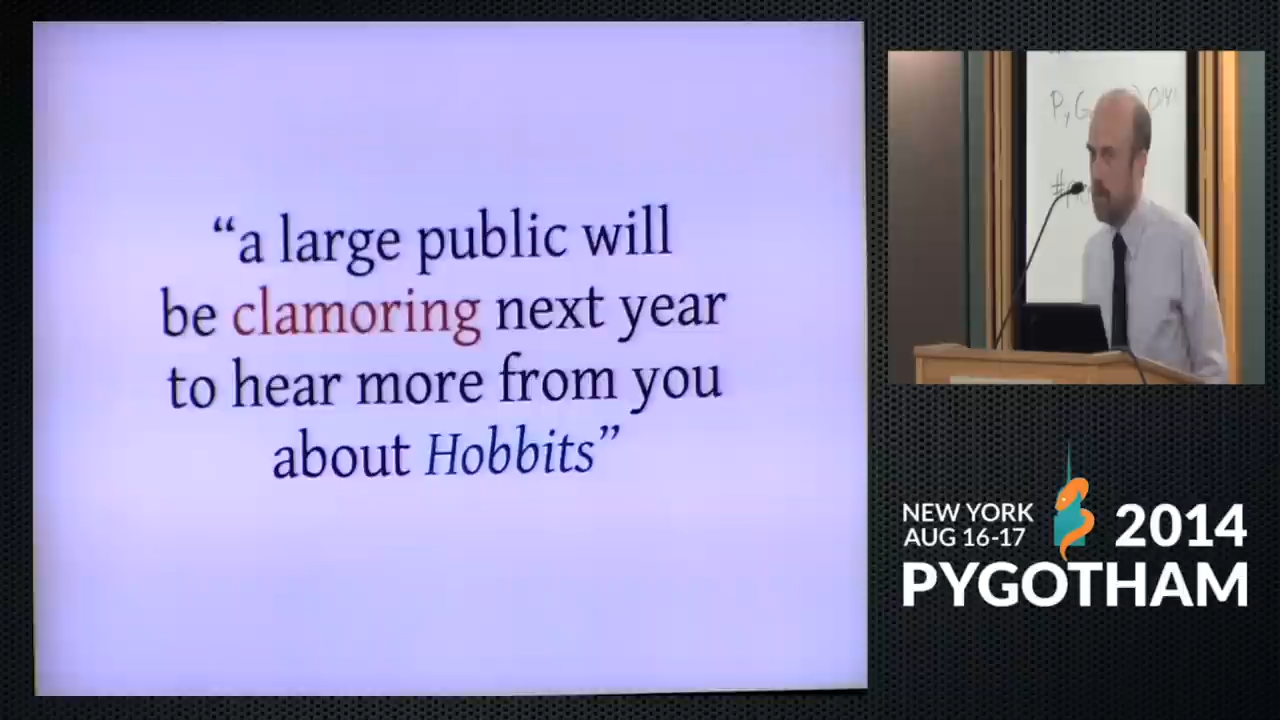 “a large public will
be clamoring next year
to hear more from you
about Hobbits”
NEW YORK
AUG 16-17
2014
PYGOTHAM